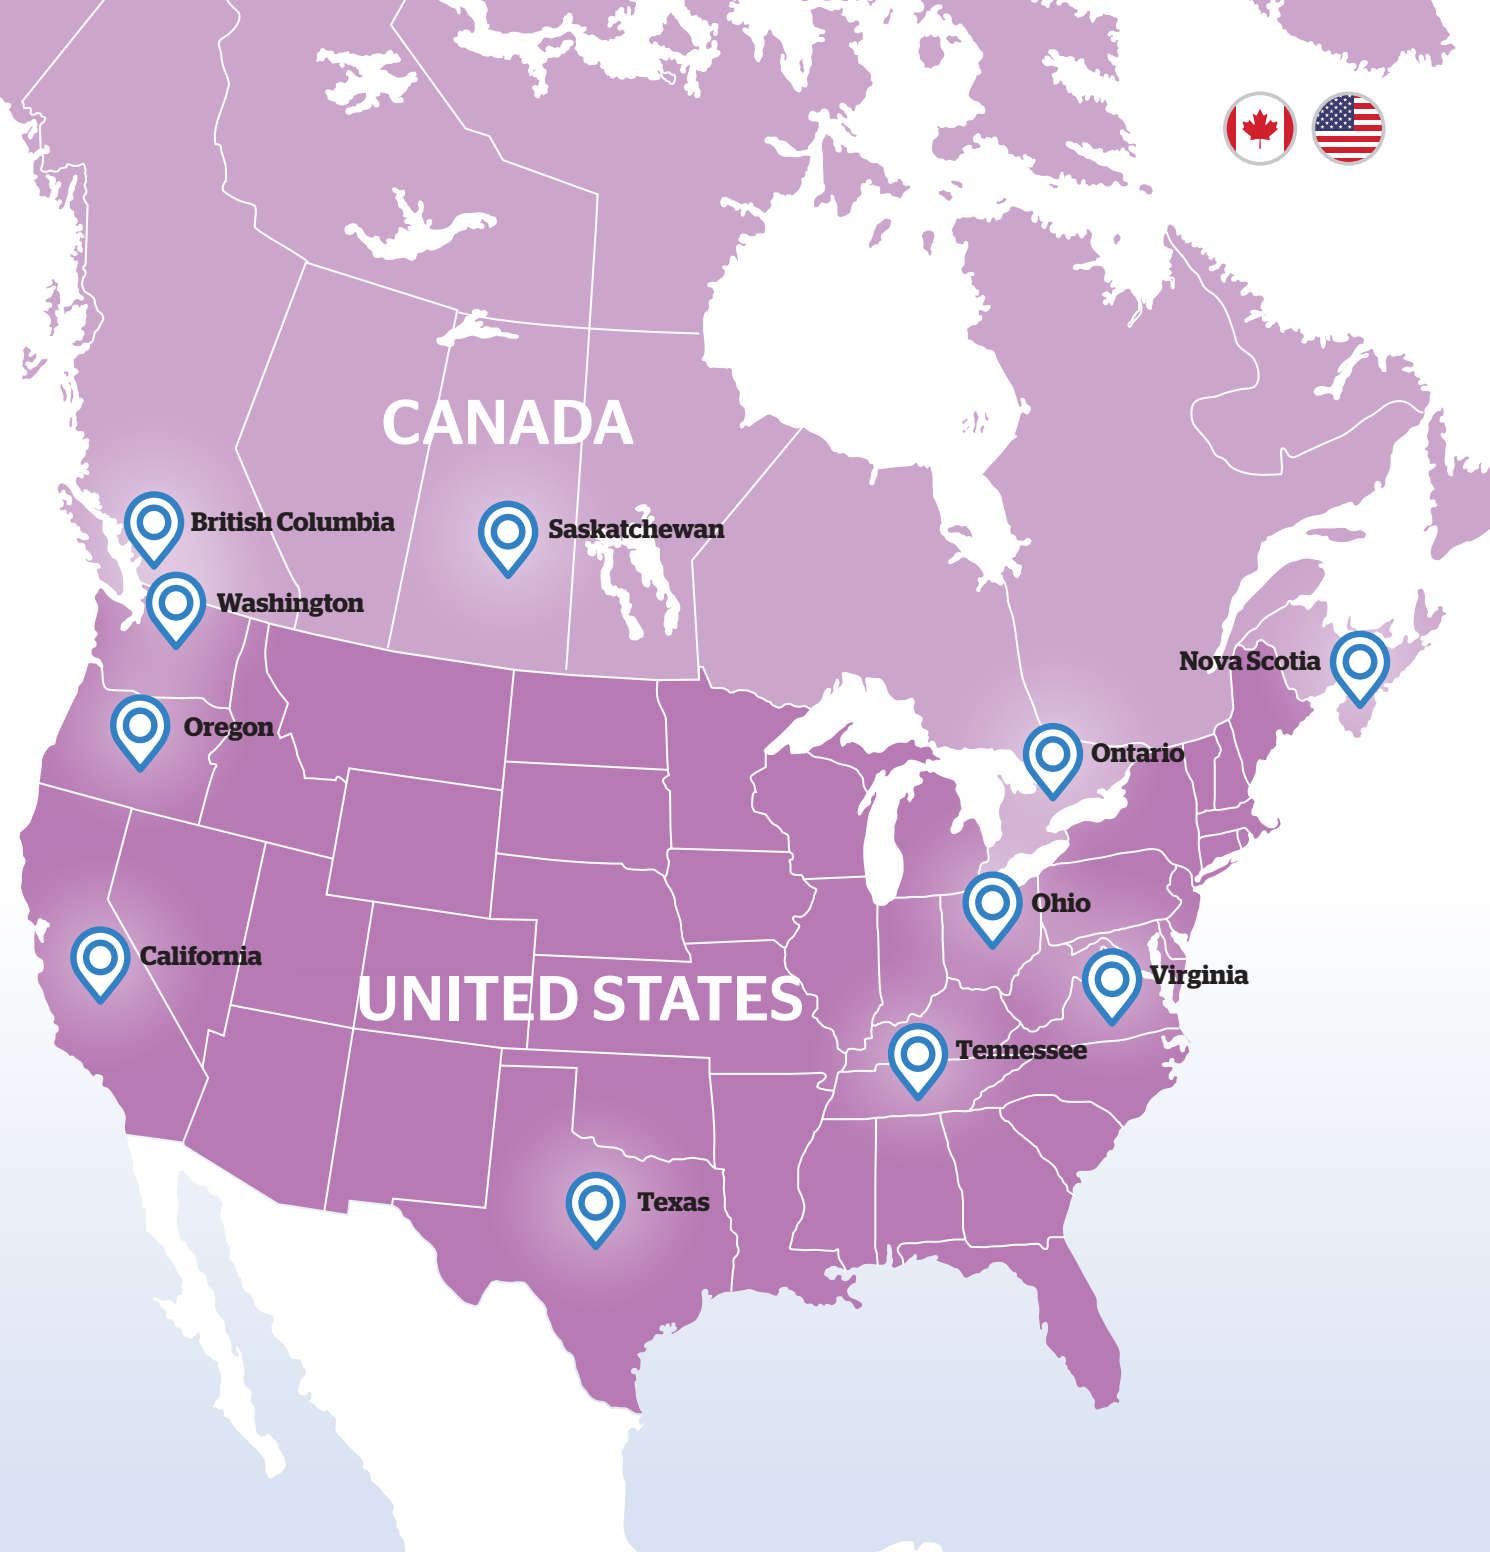 CANADA
British Columbia
Saskatchewan
Washington
Nova Scotia
Oregon
Ontario
Ohio
California
Virginia
UNITED STATES
Tennessee
Texas